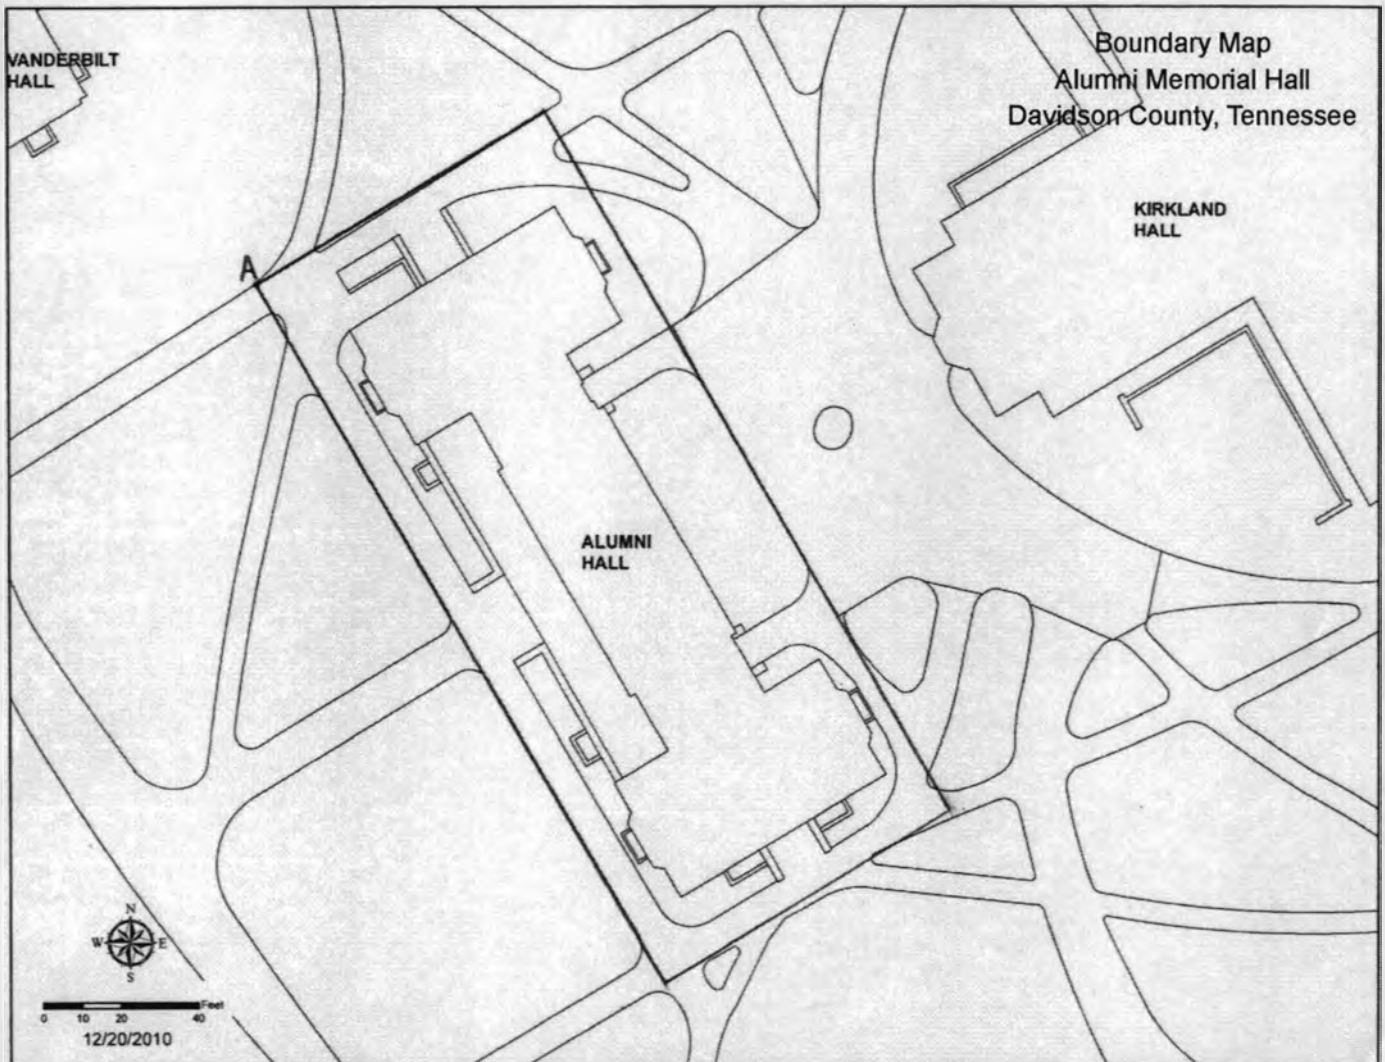 Boundary Map
Alumni Memorial Hall
Davidson County, Tennessee
VANDERBILT
HALL
KIRKLAND
HALL
A
ALUMNI
HALL
N
W E
S
Feet
0 10 20 40
12/20/2010